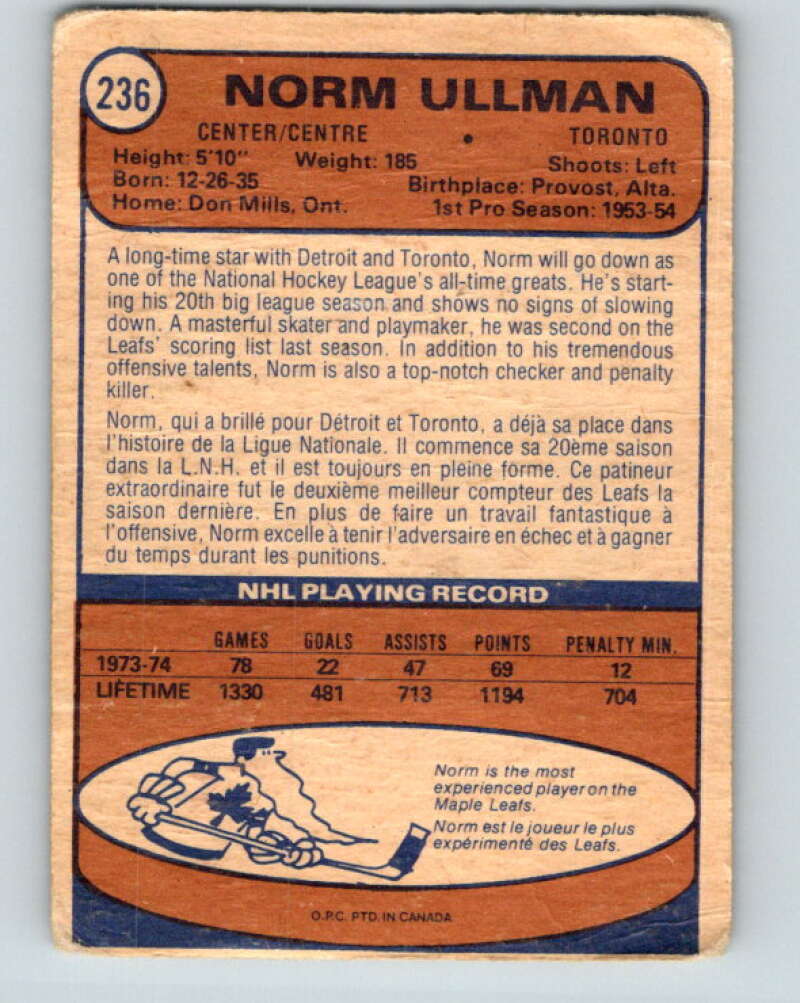 236
NORM ULLMAN
CENTER/CENTRE • TORONTO
Height: 5'10" Weight: 185 Shoots: Left
Born: 12-26-35 Birthplace: Provost, Alta.
Home: Don Mills, Ont. 1st Pro Season: 1953-54
A long-time star with Detroit and Toronto, Norm will go down as
one of the National Hockey League's all-time greats. He's start-
ing his 20th big league season and shows no signs of slowing
down. A masterful skater and playmaker, he was second on the
Leafs' scoring list last season. In addition to his tremendous
offensive talents, Norm is also a top-notch checker and penalty
killer.
Norm, qui a brillé pour Détroit et Toronto, a déjà sa place dans
l'histoire de la Ligue Nationale. Il commence sa 20ème saison
dans la L.N.H. et il est toujours en pleine forme. Ce patineur
extraordinaire fut le deuxième meilleur compteur des Leafs la
saison dernière. En plus de faire un travail fantastique à
l'offensive, Norm excelle à tenir l'adversaire en échec et à gagner
du temps durant les punitions.
NHL PLAYING RECORD
GAMES GOALS ASSISTS POINTS PENALTY MIN.
1973-74 78 22 47 69 12
LIFETIME 1330 481 713 1194 704
Norm is the most
experienced player on the
Maple Leafs.
Norm est le joueur le plus
expérimenté des Leafs.
O.P.C. PTD. IN CANADA